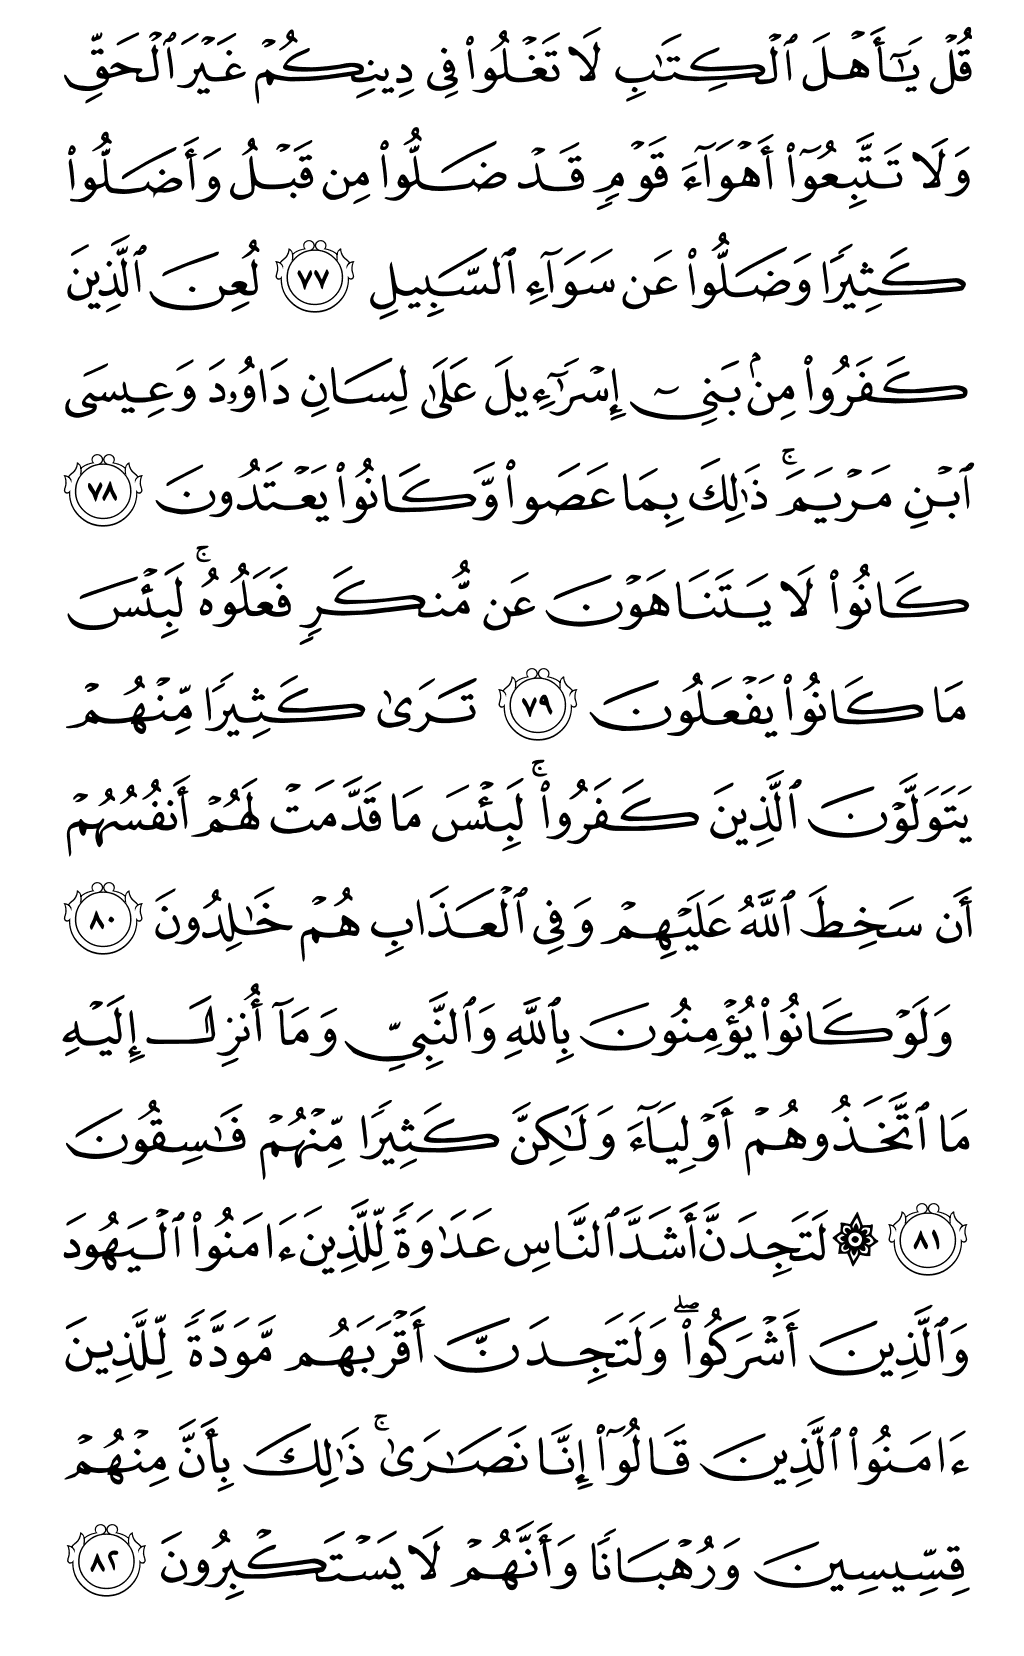 قُلۡ يَٰٓأَهۡلَ ٱلۡكِتَٰبِ لَا تَغۡلُواْ فِي دِينِكُمۡ غَيۡرَ ٱلۡحَقِّ
وَلَا تَتَّبِعُوٓاْ أَهۡوَآءَ قَوۡمٖ قَدۡ ضَلُّواْ مِن قَبۡلُ وَأَضَلُّواْ
كَثِيرٗا وَضَلُّواْ عَن سَوَآءِ ٱلسَّبِيلِ ٧٧ لُعِنَ ٱلَّذِينَ
كَفَرُواْ مِنۢ بَنِيٓ إِسۡرَٰٓءِيلَ عَلَىٰ لِسَانِ دَاوُۥدَ وَعِيسَى
ٱبۡنِ مَرۡيَمَۚ ذَٰلِكَ بِمَا عَصَواْ وَّكَانُواْ يَعۡتَدُونَ ٧٨
كَانُواْ لَا يَتَنَاهَوۡنَ عَن مُّنكَرٖ فَعَلُوهُۚ لَبِئۡسَ
مَا كَانُواْ يَفۡعَلُونَ ٧٩ تَرَىٰ كَثِيرٗا مِّنۡهُمۡ
يَتَوَلَّوۡنَ ٱلَّذِينَ كَفَرُواْۚ لَبِئۡسَ مَا قَدَّمَتۡ لَهُمۡ أَنفُسُهُمۡ
أَن سَخِطَ ٱللَّهُ عَلَيۡهِمۡ وَفِي ٱلۡعَذَابِ هُمۡ خَٰلِدُونَ ٨٠
وَلَوۡ كَانُواْ يُؤۡمِنُونَ بِٱللَّهِ وَٱلنَّبِيِّ وَمَآ أُنزِلَ إِلَيۡهِ
مَا ٱتَّخَذُوهُمۡ أَوۡلِيَآءَ وَلَٰكِنَّ كَثِيرٗا مِّنۡهُمۡ فَٰسِقُونَ
٨١ ۞ لَتَجِدَنَّ أَشَدَّ ٱلنَّاسِ عَدَٰوَةٗ لِّلَّذِينَ ءَامَنُواْ ٱلۡيَهُودَ
وَٱلَّذِينَ أَشۡرَكُواْۖ وَلَتَجِدَنَّ أَقۡرَبَهُم مَّوَدَّةٗ لِّلَّذِينَ
ءَامَنُواْ ٱلَّذِينَ قَالُوٓاْ إِنَّا نَصَٰرَىٰۚ ذَٰلِكَ بِأَنَّ مِنۡهُمۡ
قِسِّيسِينَ وَرُهۡبَانٗا وَأَنَّهُمۡ لَا يَسۡتَكۡبِرُونَ ٨٢